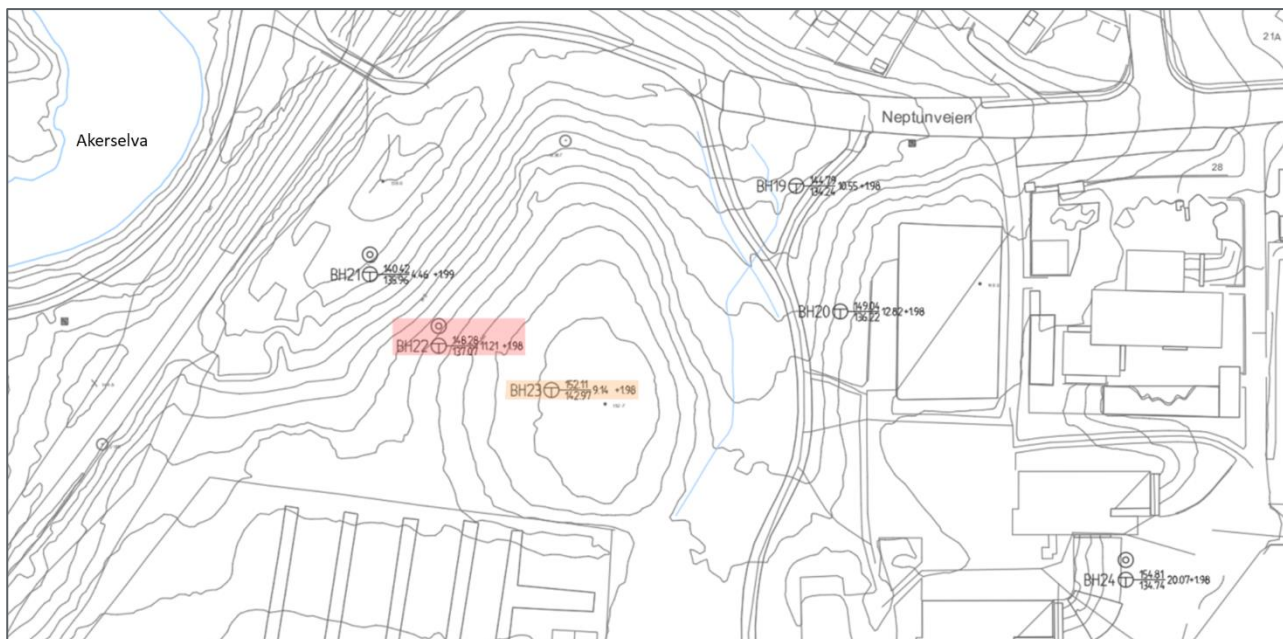 21A
Neptunveien
Akerselva
28
BH19 144.79 10.55 +1.98
134.24
BH21 140.42 4.46 +1.99
135.96
BH20 149.04 12.82 +1.98
136.22
BH22 148.28 11.21 +1.98
137.07
BH23 152.11 9.14 +1.98
142.97
BH24 154.81 20.07 +1.98
134.74